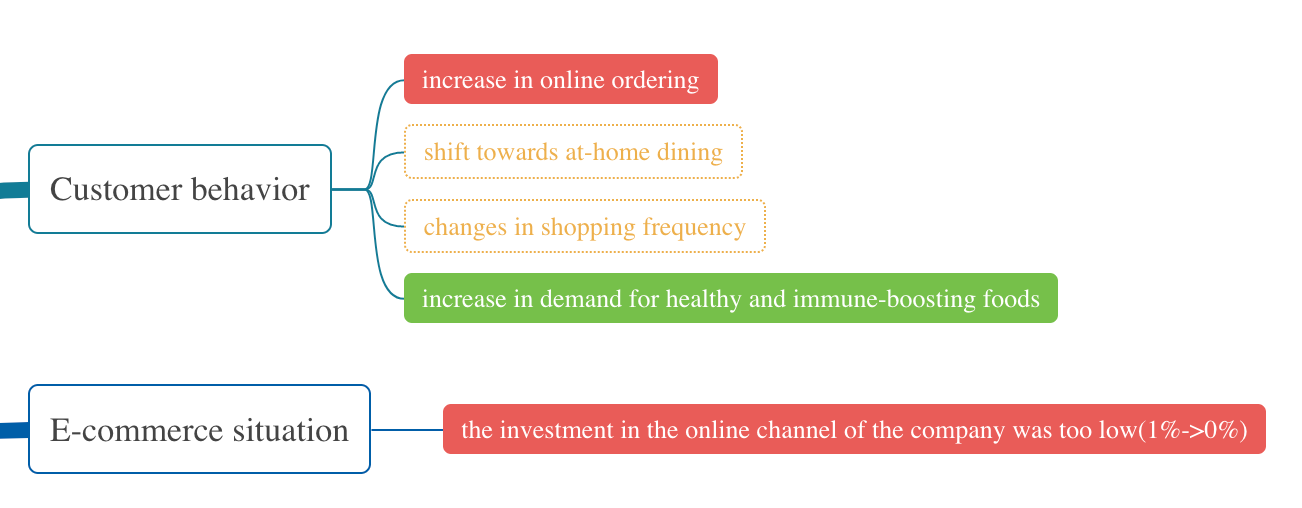 increase in online ordering
shift towards at-home dining
Customer behavior
changes in shopping frequency
increase in demand for healthy and immune-boosting foods
E-commerce situation
the investment in the online channel of the company was too low(1%->0%)